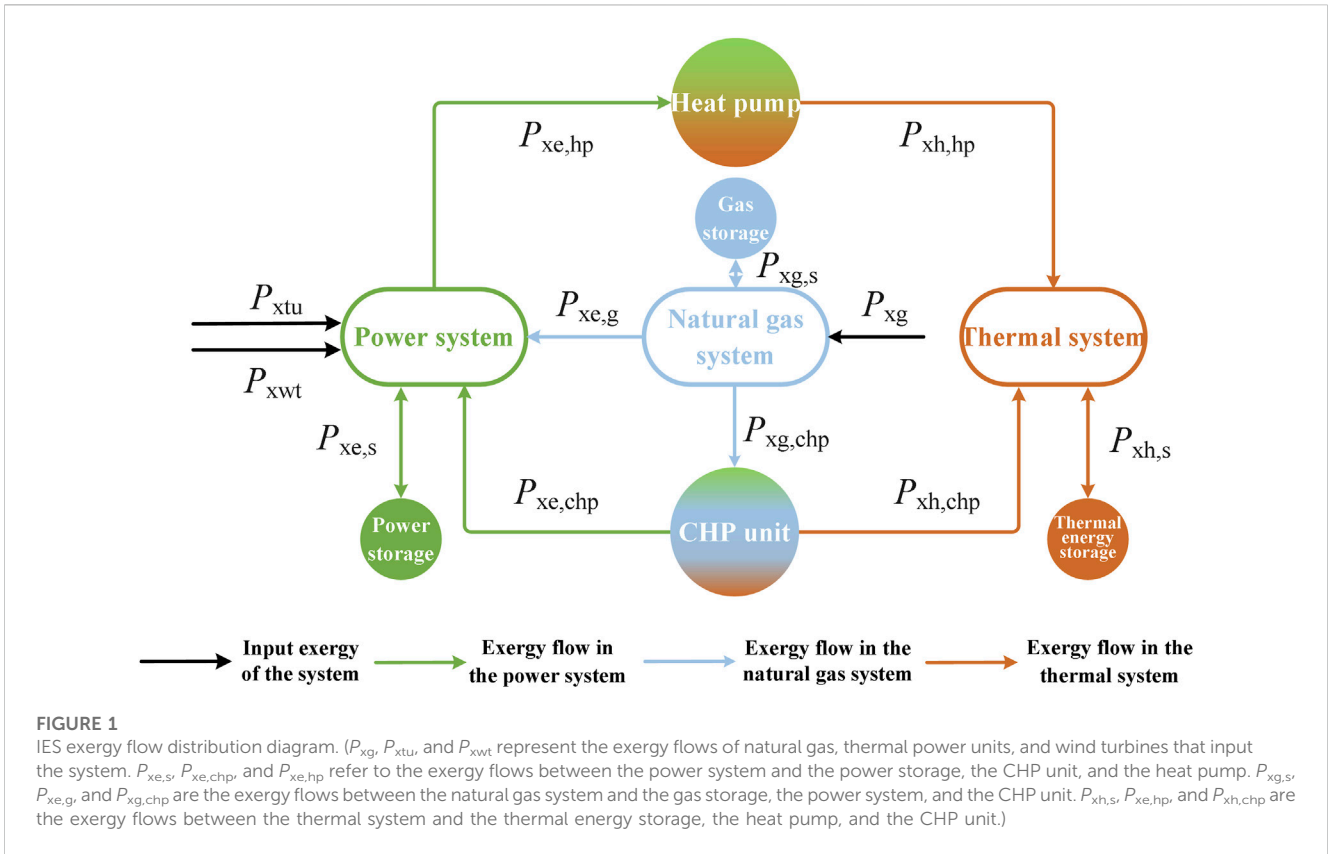 Heat pump
P_xe,hp
P_xh,hp
Gas
storage
P_xg,s
P_xtu
P_xe,g
P_xg
Power system
Natural gas
system
Thermal system
P_xwt
P_xe,s
P_xg,chp
P_xh,s
P_xe,chp
P_xh,chp
Power
storage
CHP unit
Thermal
energy
storage
Input exergy
of the system
Exergy flow in
the power system
Exergy flow in the
natural gas system
Exergy flow in the
thermal system
FIGURE 1
IES exergy flow distribution diagram. (P_xg, P_xtu, and P_xwt represent the exergy flows of natural gas, thermal power units, and wind turbines that input
the system. P_xe,s, P_xe,chp, and P_xe,hp refer to the exergy flows between the power system and the power storage, the CHP unit, and the heat pump. P_xg,s,
P_xe,g, and P_xg,chp are the exergy flows between the natural gas system and the gas storage, the power system, and the CHP unit. P_xh,s, P_xe,hp, and P_xh,chp are
the exergy flows between the thermal system and the thermal energy storage, the heat pump, and the CHP unit.)